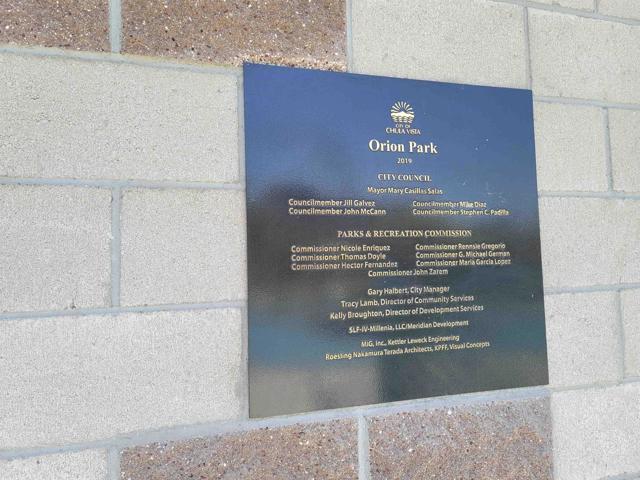 CITY OF
CHULA VISTA
Orion Park
2019
CITY COUNCIL
Mayor Mary Casillas Salas
Councilmember Jill Galvez Councilmember Mike Diaz
Councilmember John McCann Councilmember Stephen C. Padilla
PARKS & RECREATION COMMISSION
Commissioner Nicole Enriquez Commissioner Rennsie Gregorio
Commissioner Thomas Doyle Commissioner G. Michael German
Commissioner Hector Fernandez Commissioner Maria Garcia Lopez
Commissioner John Zarem
Gary Halbert, City Manager
Tracy Lamb, Director of Community Services
Kelly Broughton, Director of Development Services
SLF-IV-Millenia, LLC/Meridian Development
MIG, Inc., Kettler Leweck Engineering
Roesling Nakamura Terada Architects, KPFF, Visual Concepts